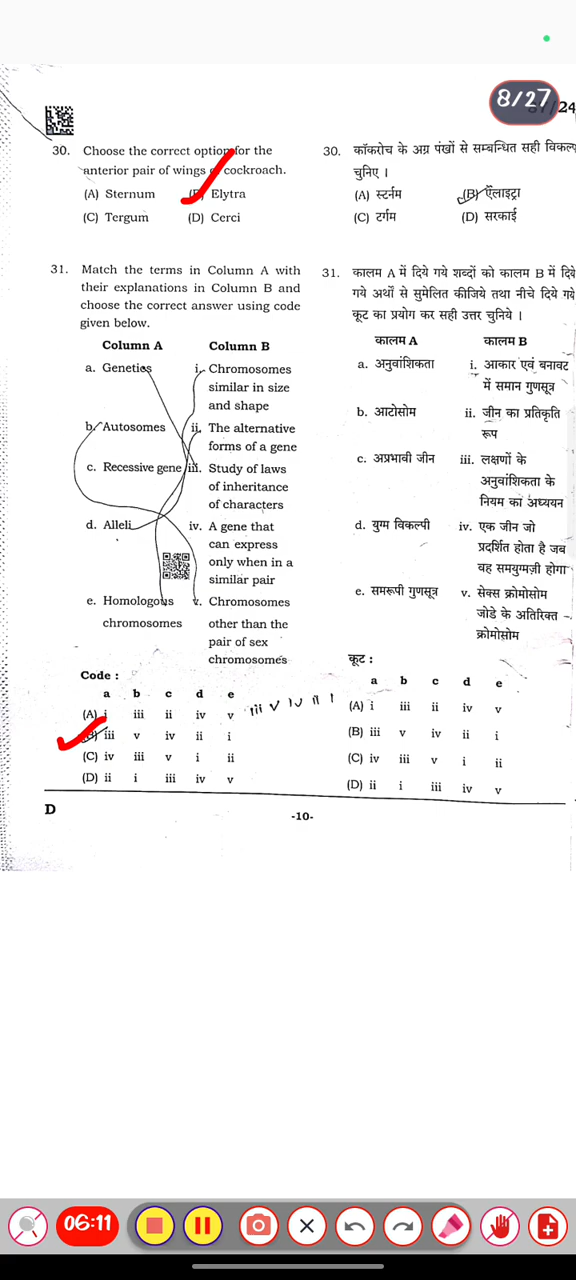 8/27
24
30. Choose the correct option for the
anterior pair of wings of cockroach.
(A) Sternum (B) Elytra
(C) Tergum (D) Cerci
31. Match the terms in Column A with
their explanations in Column B and
choose the correct answer using code
given below.
Column A Column B
a. Genetics i. Chromosomes
similar in size
and shape
b. Autosomes ii. The alternative
forms of a gene
c. Recessive gene iii. Study of laws
of inheritance
of characters
d. Alleli iv. A gene that
can express
only when in a
similar pair
e. Homologous v. Chromosomes
chromosomes other than the
pair of sex
chromosomes
Code :
a b c d e
(A) i iii ii iv v
(B) iii v iv ii i
(C) iv iii v i ii
(D) ii i iii iv v
iii v iv ii i
30. कॉकरोच के अग्र पंखों से सम्बन्धित सही विकल्प
चुनिए ।
(A) स्टर्नम (B) ऐलाइट्रा
(C) टर्गम (D) सरकाई
31. कालम A में दिये गये शब्दों को कालम B में दिये
गये अर्थों से सुमेलित कीजिये तथा नीचे दिये गये
कूट का प्रयोग कर सही उत्तर चुनिये ।
कालम A कालम B
a. अनुवांशिकता i. आकार एवं बनावट
में समान गुणसूत्र
b. आटोसोम ii. जीन का प्रतिकृति
रूप
c. अप्रभावी जीन iii. लक्षणों के
अनुवांशिकता के
नियम का अध्ययन
d. युग्म विकल्पी iv. एक जीन जो
प्रदर्शित होता है जब
वह समयुग्मज़ी होगा
e. समरूपी गुणसूत्र v. सेक्स क्रोमोसोम
जोडे के अतिरिक्त
क्रोमोसोम
कूट :
a b c d e
(A) i iii ii iv v
(B) iii v iv ii i
(C) iv iii v i ii
(D) ii i iii iv v
D -10-
06:11